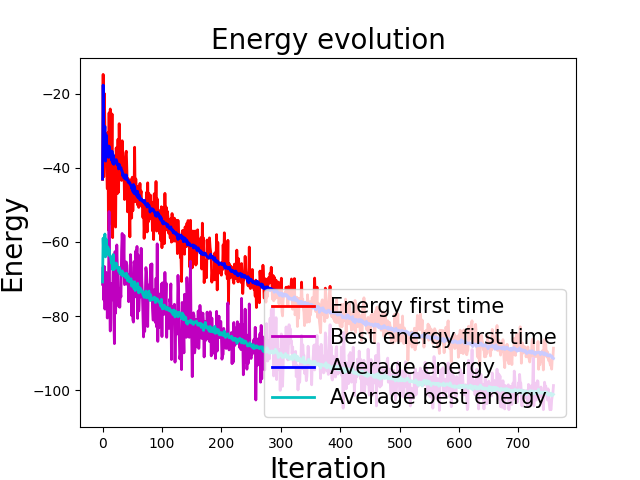 Energy evolution
Energy
−20
−40
−60
−80
−100
Energy first time
Best energy first time
Average energy
Average best energy
0 100 200 300 400 500 600 700
Iteration